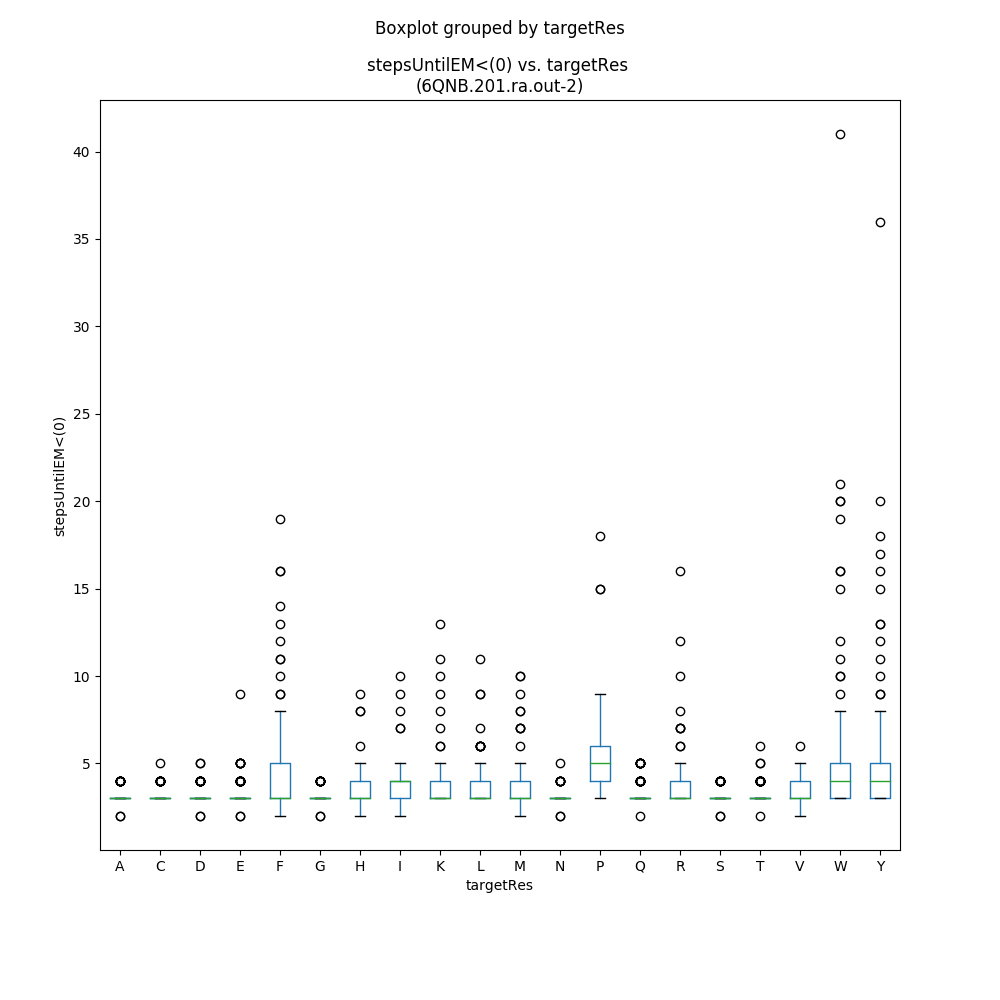 Boxplot grouped by targetRes
stepsUntilEM<(0) vs. targetRes
(6QNB.201.ra.out-2)
40
35
30
25
20
15
10
5
stepsUntilEM<(0)
A C D E F G H I K L M N P Q R S T V W Y
targetRes